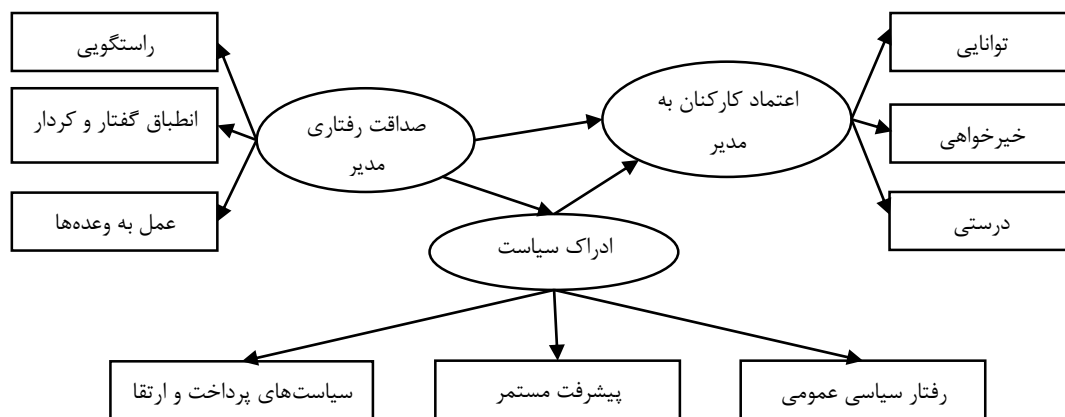 راستگویی
انطباق گفتار و کردار
عمل به وعده‌ها
صداقت رفتاری
مدیر
اعتماد کارکنان به
مدیر
توانایی
خیرخواهی
درستی
ادراک سیاست
سیاست‌های پرداخت و ارتقا
پیشرفت مستمر
رفتار سیاسی عمومی